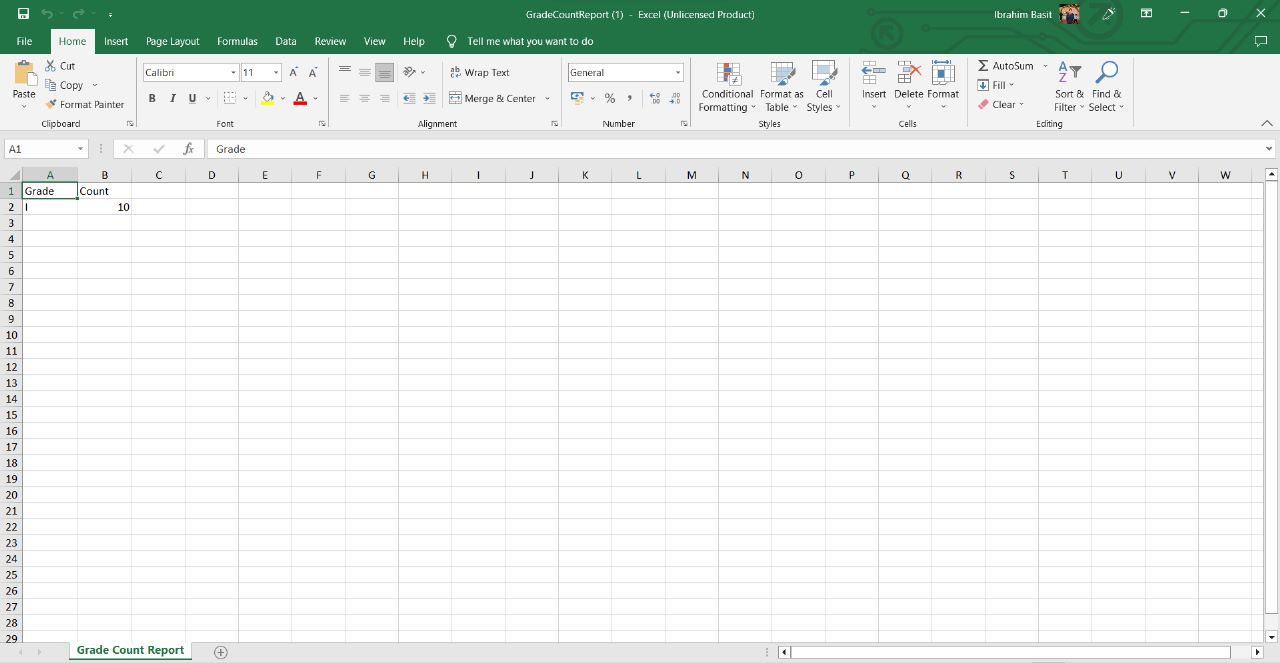 GradeCountReport (1) - Excel (Unlicensed Product)
Ibrahim Basit
File Home Insert Page Layout Formulas Data Review View Help Tell me what you want to do
Paste
Cut
Copy
Format Painter
Clipboard
Calibri 11
B I U
Font
Wrap Text
Merge & Center
Alignment
General
Number
Conditional Formatting
Format as Table
Cell Styles
Styles
Insert Delete Format
Cells
AutoSum
Fill
Clear
Sort & Filter
Find & Select
Editing
A1 fx Grade
A B C D E F G H I J K L M N O P Q R S T U V W
1 Grade Count
2 I 10
3
4
5
6
7
8
9
10
11
12
13
14
15
16
17
18
19
20
21
22
23
24
25
26
27
28
29
Grade Count Report